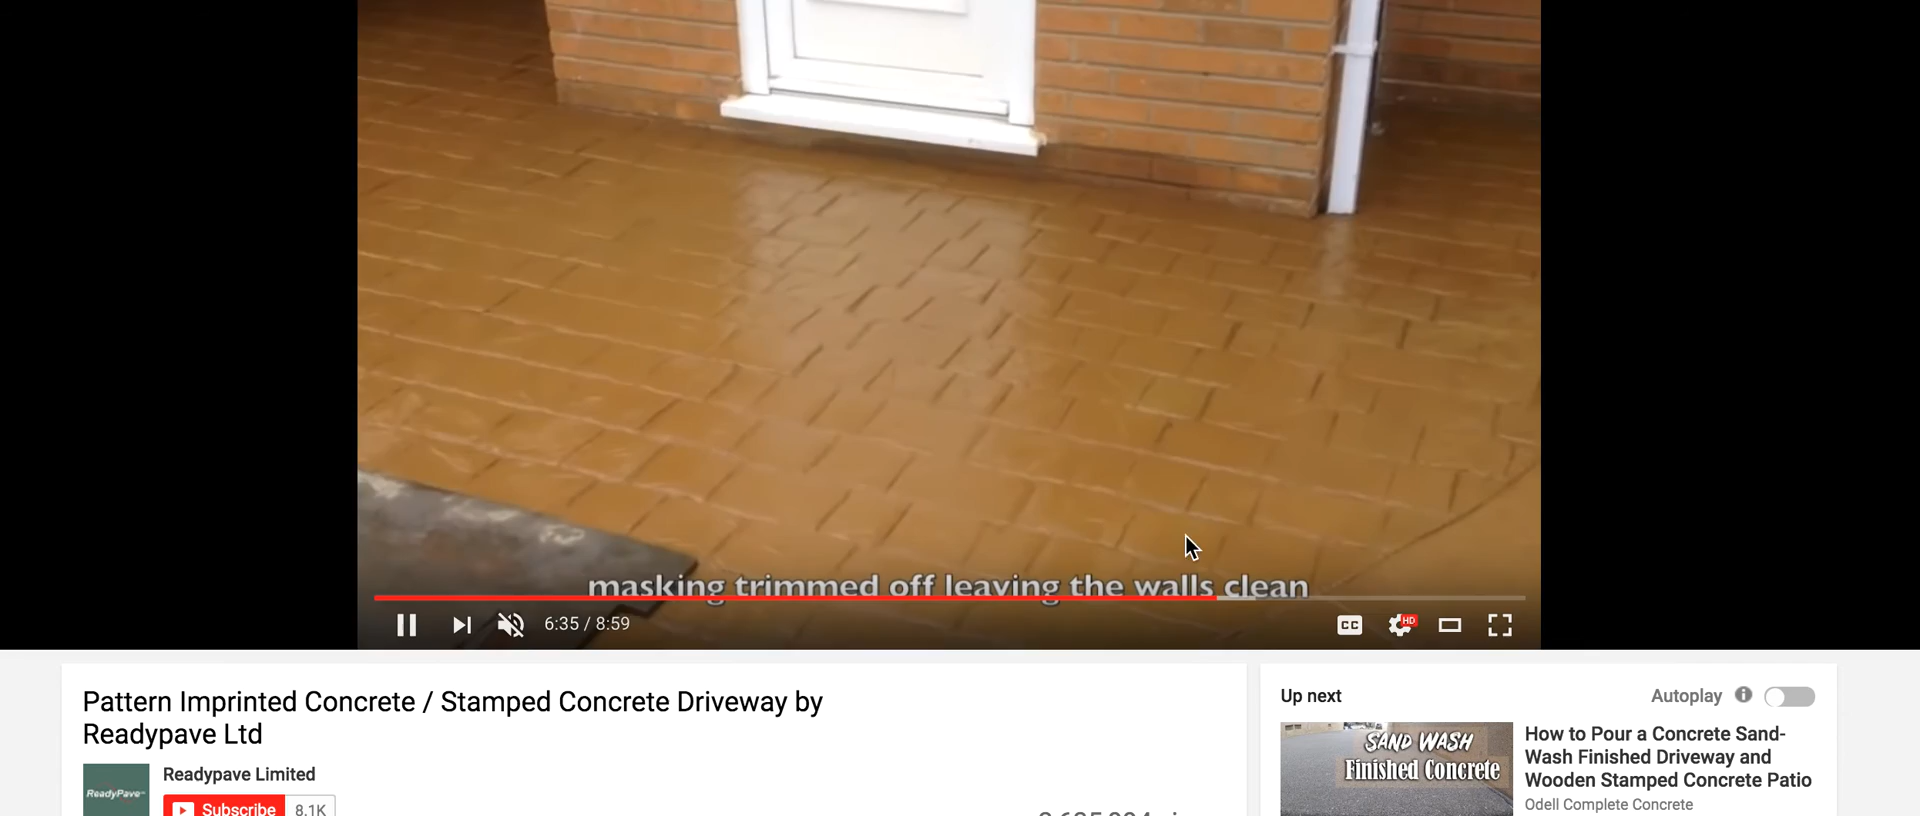 masking trimmed off leaving the walls clean
6:35 / 8:59
CC
HD
Pattern Imprinted Concrete / Stamped Concrete Driveway by
Readypave Ltd
ReadyPave
Readypave Limited
Subscribe 8.1K
Up next
Autoplay
SAND WASH
Finished Concrete
How to Pour a Concrete Sand-
Wash Finished Driveway and
Wooden Stamped Concrete Patio
Odell Complete Concrete